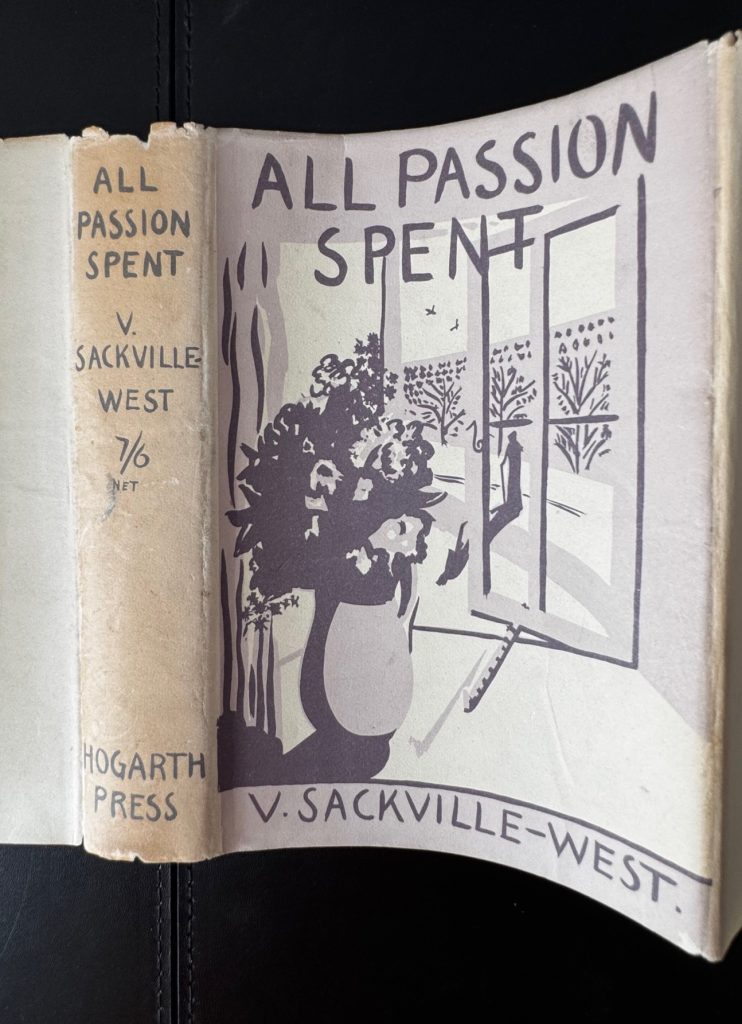 ALL
PASSION
SPENT
V.
SACKVILLE-
WEST
7/6
NET
HOGARTH
PRESS
ALL PASSION
SPENT
V. SACKVILLE-WEST.